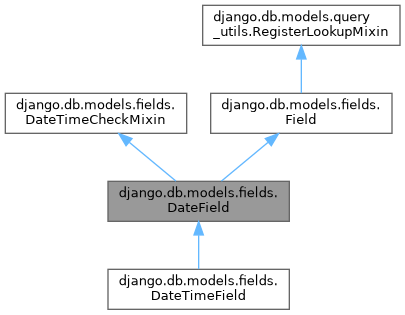 django.db.models.query
_utils.RegisterLookupMixin
django.db.models.fields.
DateTimeCheckMixin
django.db.models.fields.
Field
django.db.models.fields.
DateField
django.db.models.fields.
DateTimeField